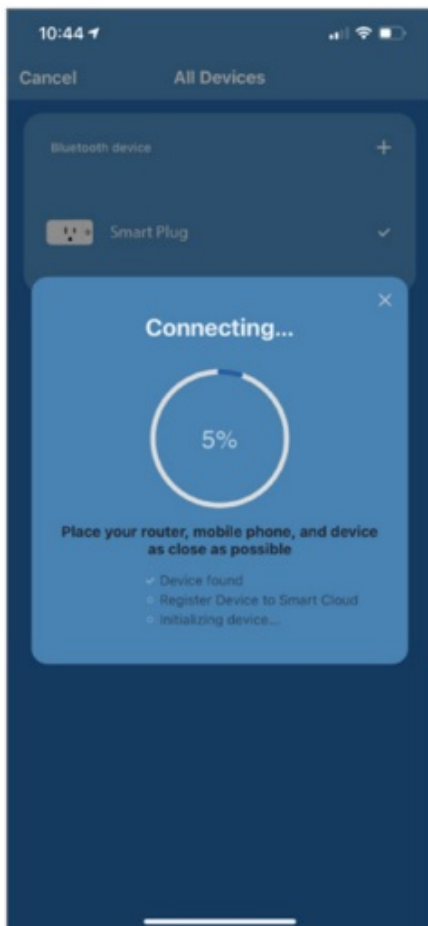 10:44
Cancel All Devices
Bluetooth device +
Smart Plug
Connecting...
5%
Place your router, mobile phone, and device
as close as possible
Device found
Register Device to Smart Cloud
Initializing device...